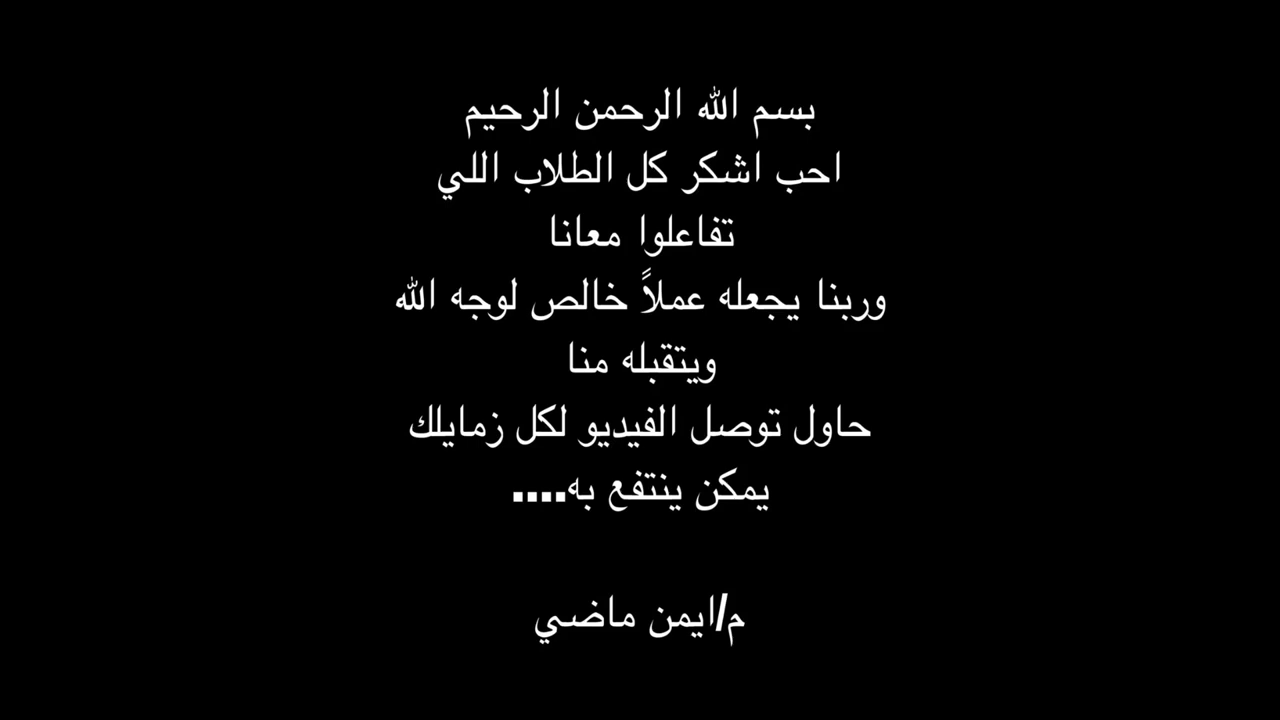 بسم الله الرحمن الرحيم
احب اشكر كل الطلاب اللي
تفاعلوا معانا
وربنا يجعله عملاً خالص لوجه الله
ويتقبله منا
حاول توصل الفيديو لكل زمايلك
يمكن ينتفع به....
م/ايمن ماضي